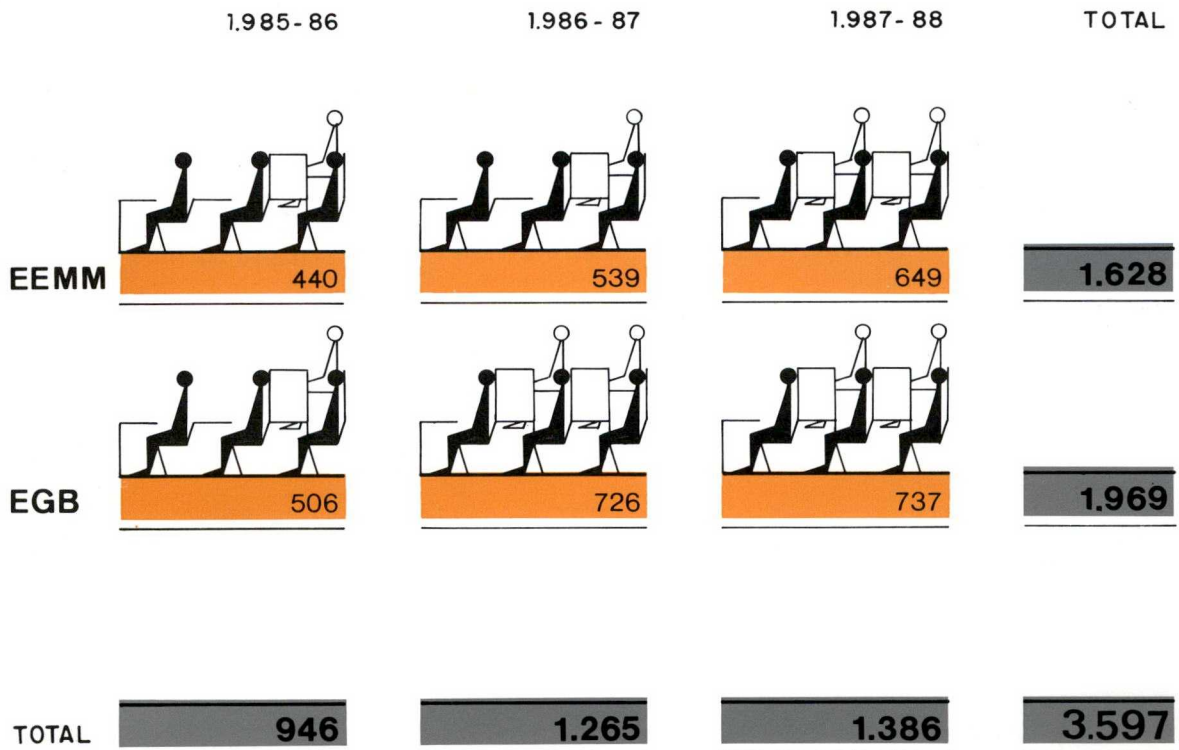 1.985-86 1.986-87 1.987-88 TOTAL
EEMM 440 539 649 1.628
EGB 506 726 737 1.969
TOTAL 946 1.265 1.386 3.597